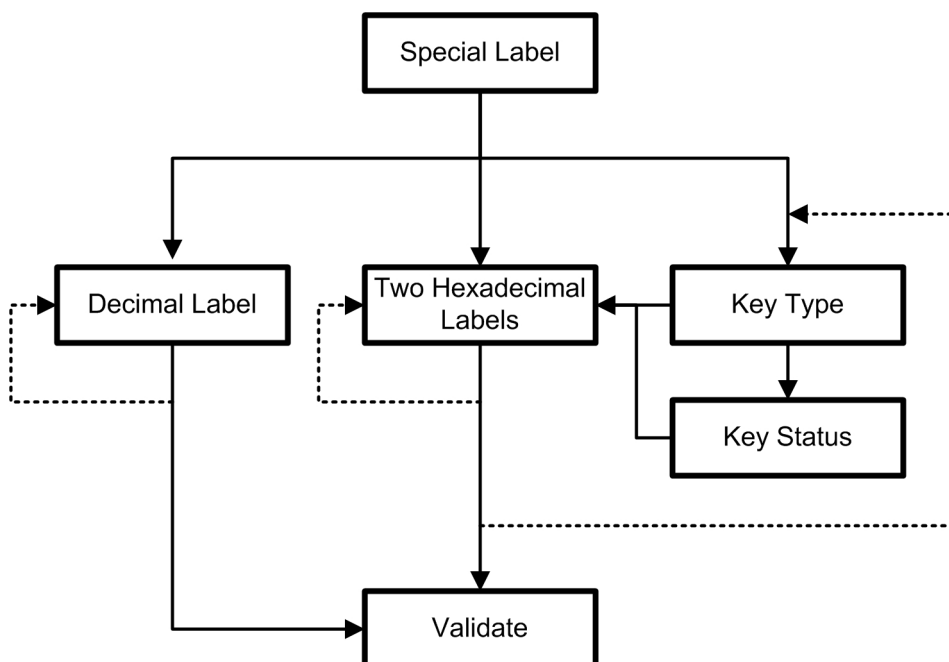 Special Label
Decimal Label
Two Hexadecimal
Labels
Key Type
Key Status
Validate